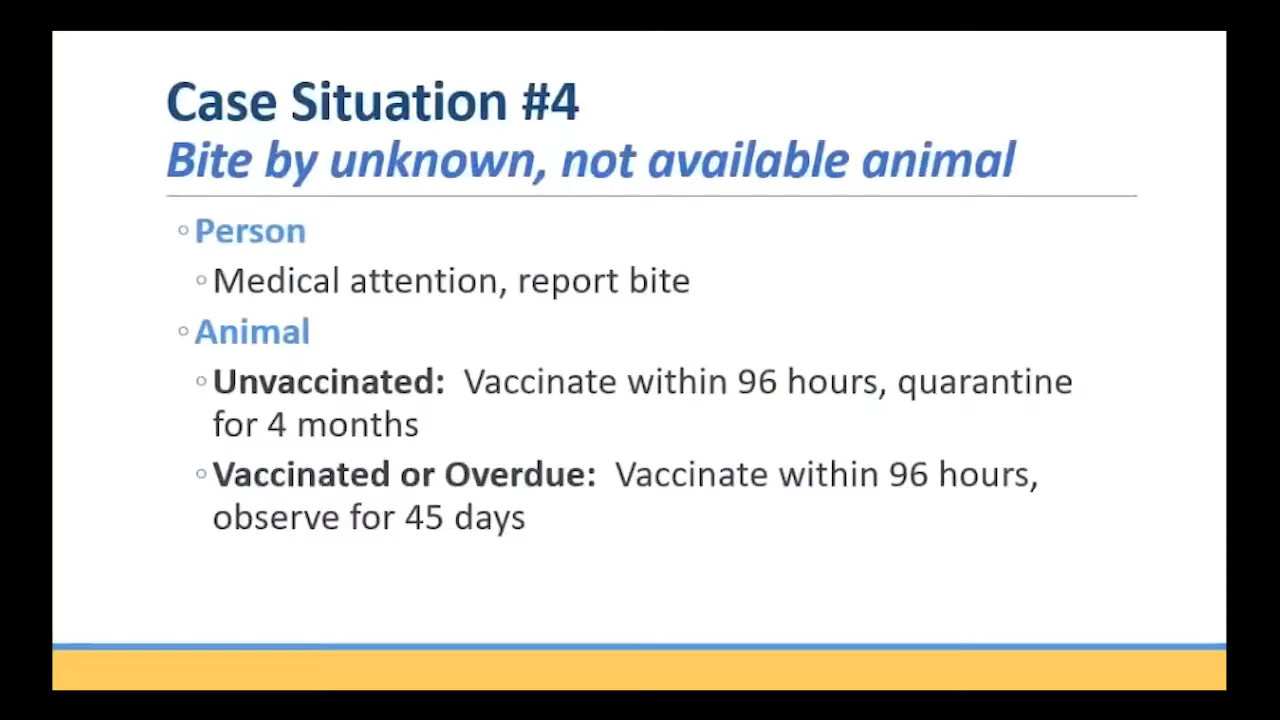 Case Situation #4
Bite by unknown, not available animal
Person
Medical attention, report bite
Animal
Unvaccinated: Vaccinate within 96 hours, quarantine
for 4 months
Vaccinated or Overdue: Vaccinate within 96 hours,
observe for 45 days